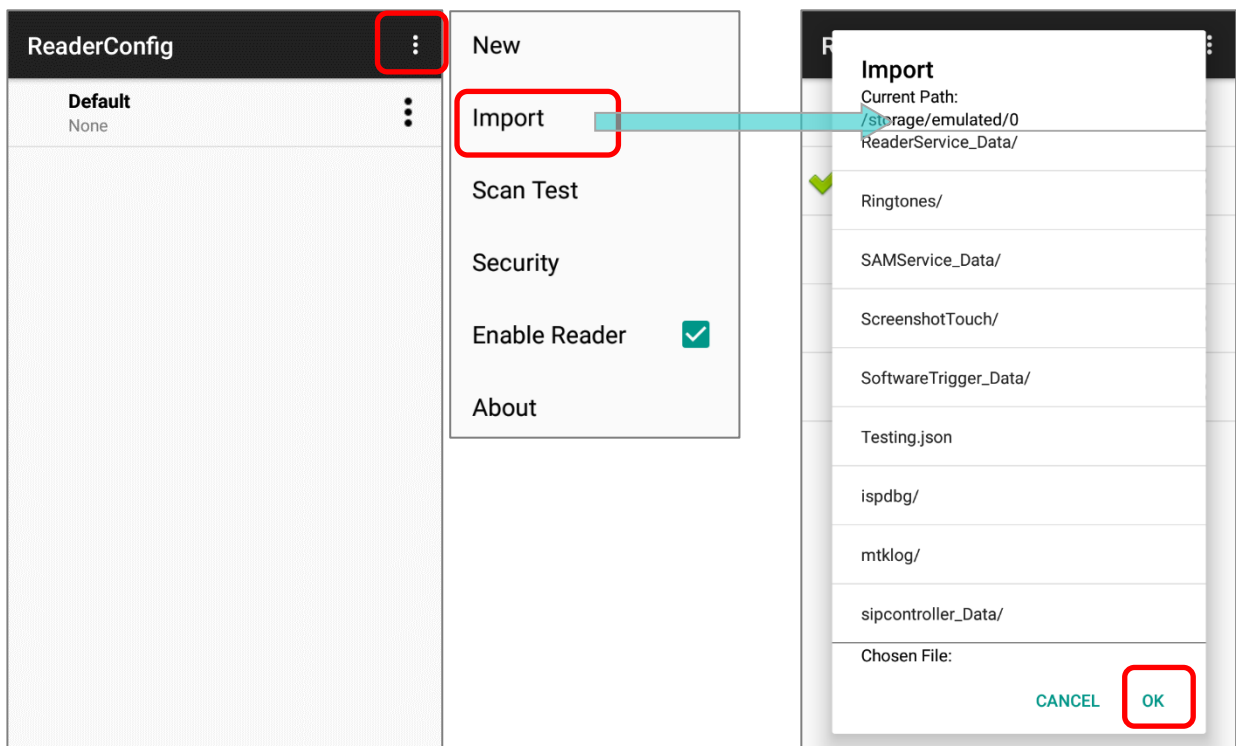 ReaderConfig
Default
None
New
Import
Scan Test
Security
Enable Reader
About
R
Import
Current Path:
/storage/emulated/0
ReaderService_Data/
Ringtones/
SAMService_Data/
ScreenshotTouch/
SoftwareTrigger_Data/
Testing.json
ispdbg/
mtklog/
sipcontroller_Data/
Chosen File:
CANCEL OK